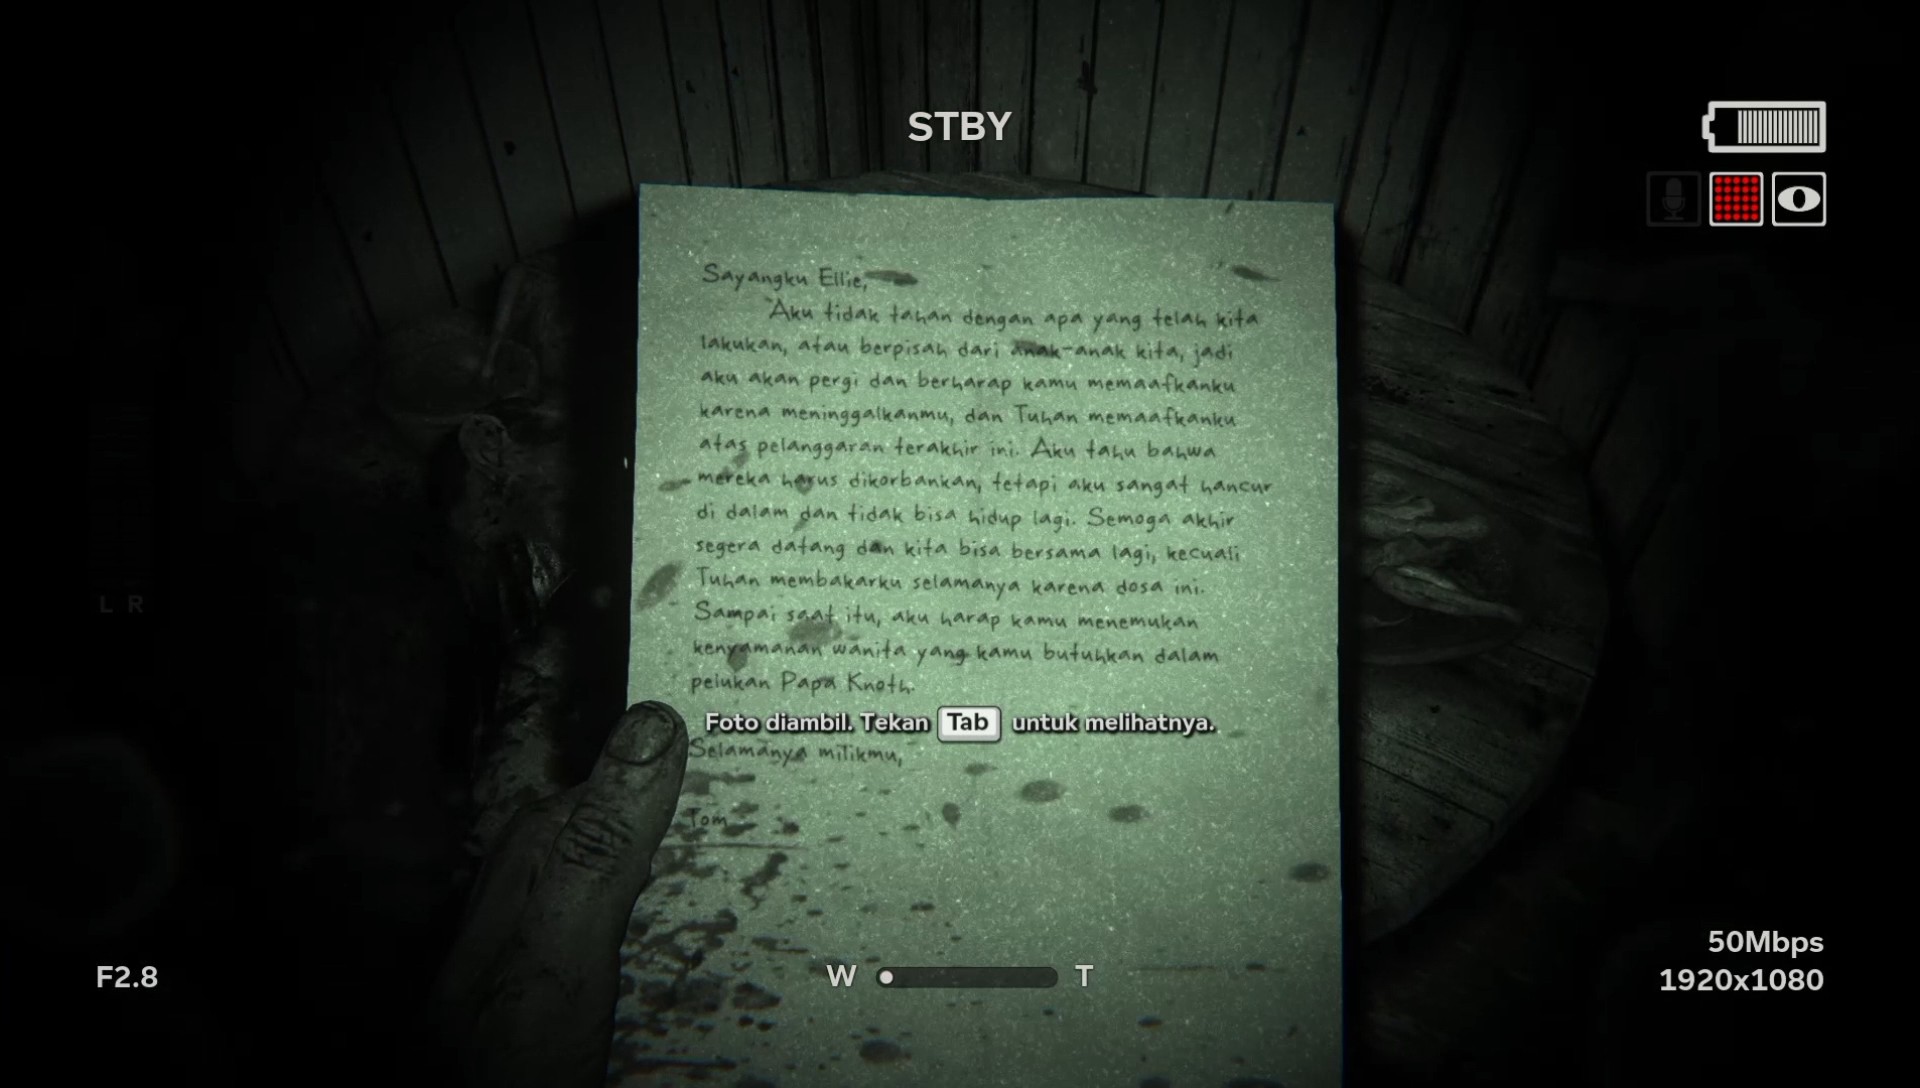 STBY
Sayangku Ellie,
Aku tidak tahan dengan apa yang telah kita
lakukan, atau berpisah dari anak-anak kita, jadi
aku akan pergi dan berharap kamu memaafkanku
karena meninggalkanmu, dan Tuhan memaafkanku
atas pelanggaran terakhir ini. Aku tahu bahwa
mereka harus dikorbankan, tetapi aku sangat hancur
di dalam dan tidak bisa hidup lagi. Semoga akhir
segera datang dan kita bisa bersama lagi, kecuali
Tuhan membakarku selamanya karena dosa ini.
Sampai saat itu, aku harap kamu menemukan
kenyamanan wanita yang kamu butuhkan dalam
pelukan Papa Knoth.
Foto diambil. Tekan Tab untuk melihatnya.
Selamanya milikmu,
Tom
L R
F2.8
W T
50Mbps
1920x1080